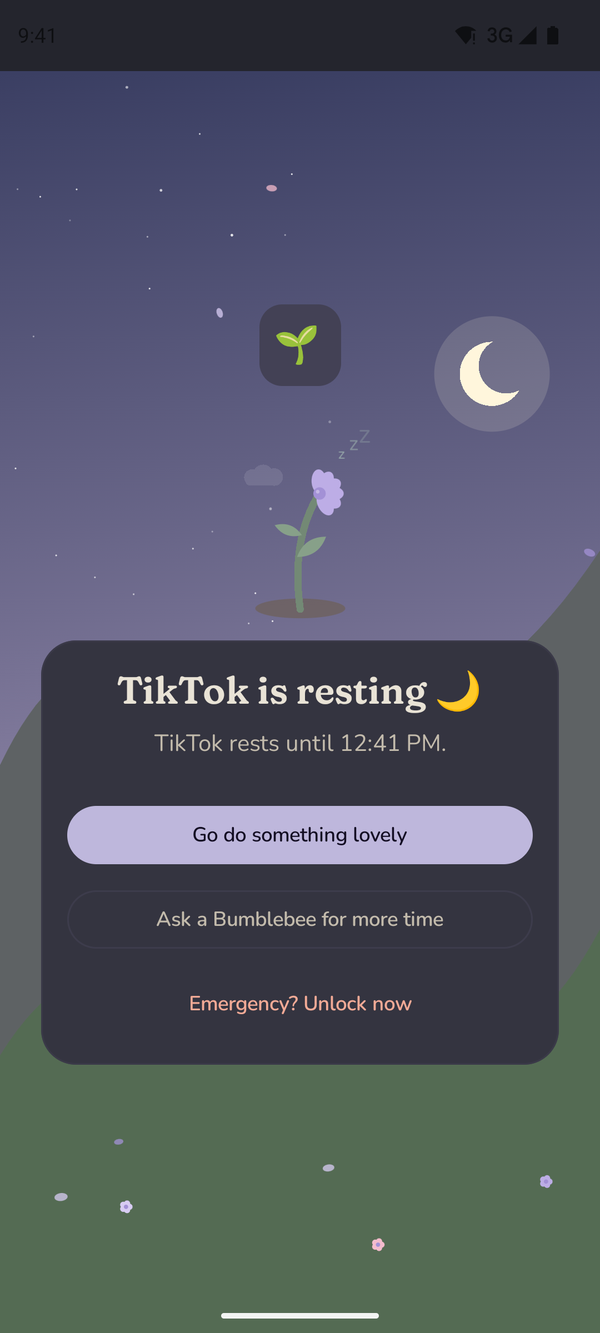 9:41
3G
z z Z
TikTok is resting 🌙
TikTok rests until 12:41 PM.
Go do something lovely
Ask a Bumblebee for more time
Emergency? Unlock now